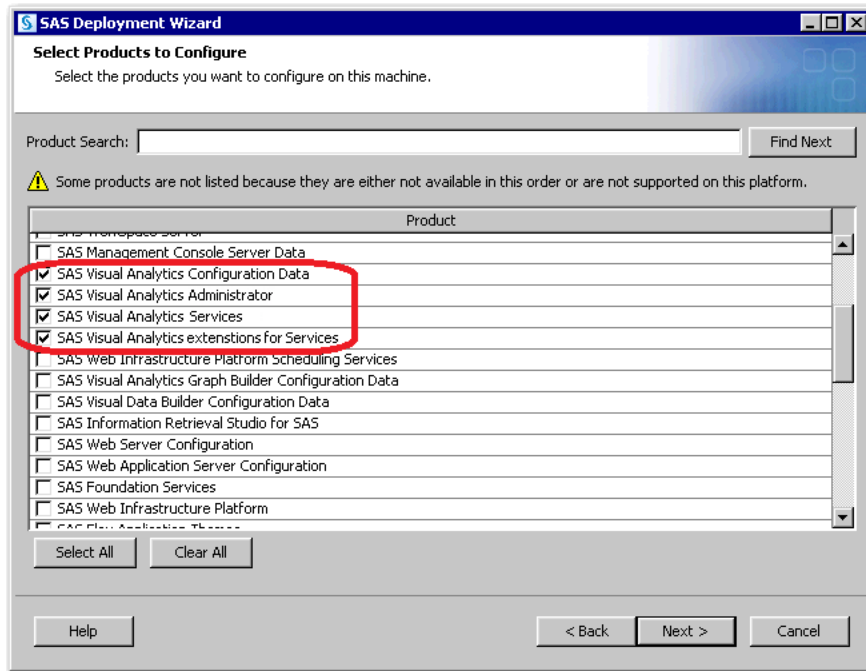 SAS Deployment Wizard
Select Products to Configure
Select the products you want to configure on this machine.
Product Search:
Find Next
Some products are not listed because they are either not available in this order or are not supported on this platform.
Product
SAS Management Console Server Data
SAS Visual Analytics Configuration Data
SAS Visual Analytics Administrator
SAS Visual Analytics Services
SAS Visual Analytics extenstions for Services
SAS Web Infrastructure Platform Scheduling Services
SAS Visual Analytics Graph Builder Configuration Data
SAS Visual Data Builder Configuration Data
SAS Information Retrieval Studio for SAS
SAS Web Server Configuration
SAS Web Application Server Configuration
SAS Foundation Services
SAS Web Infrastructure Platform
Select All
Clear All
Help
< Back
Next >
Cancel